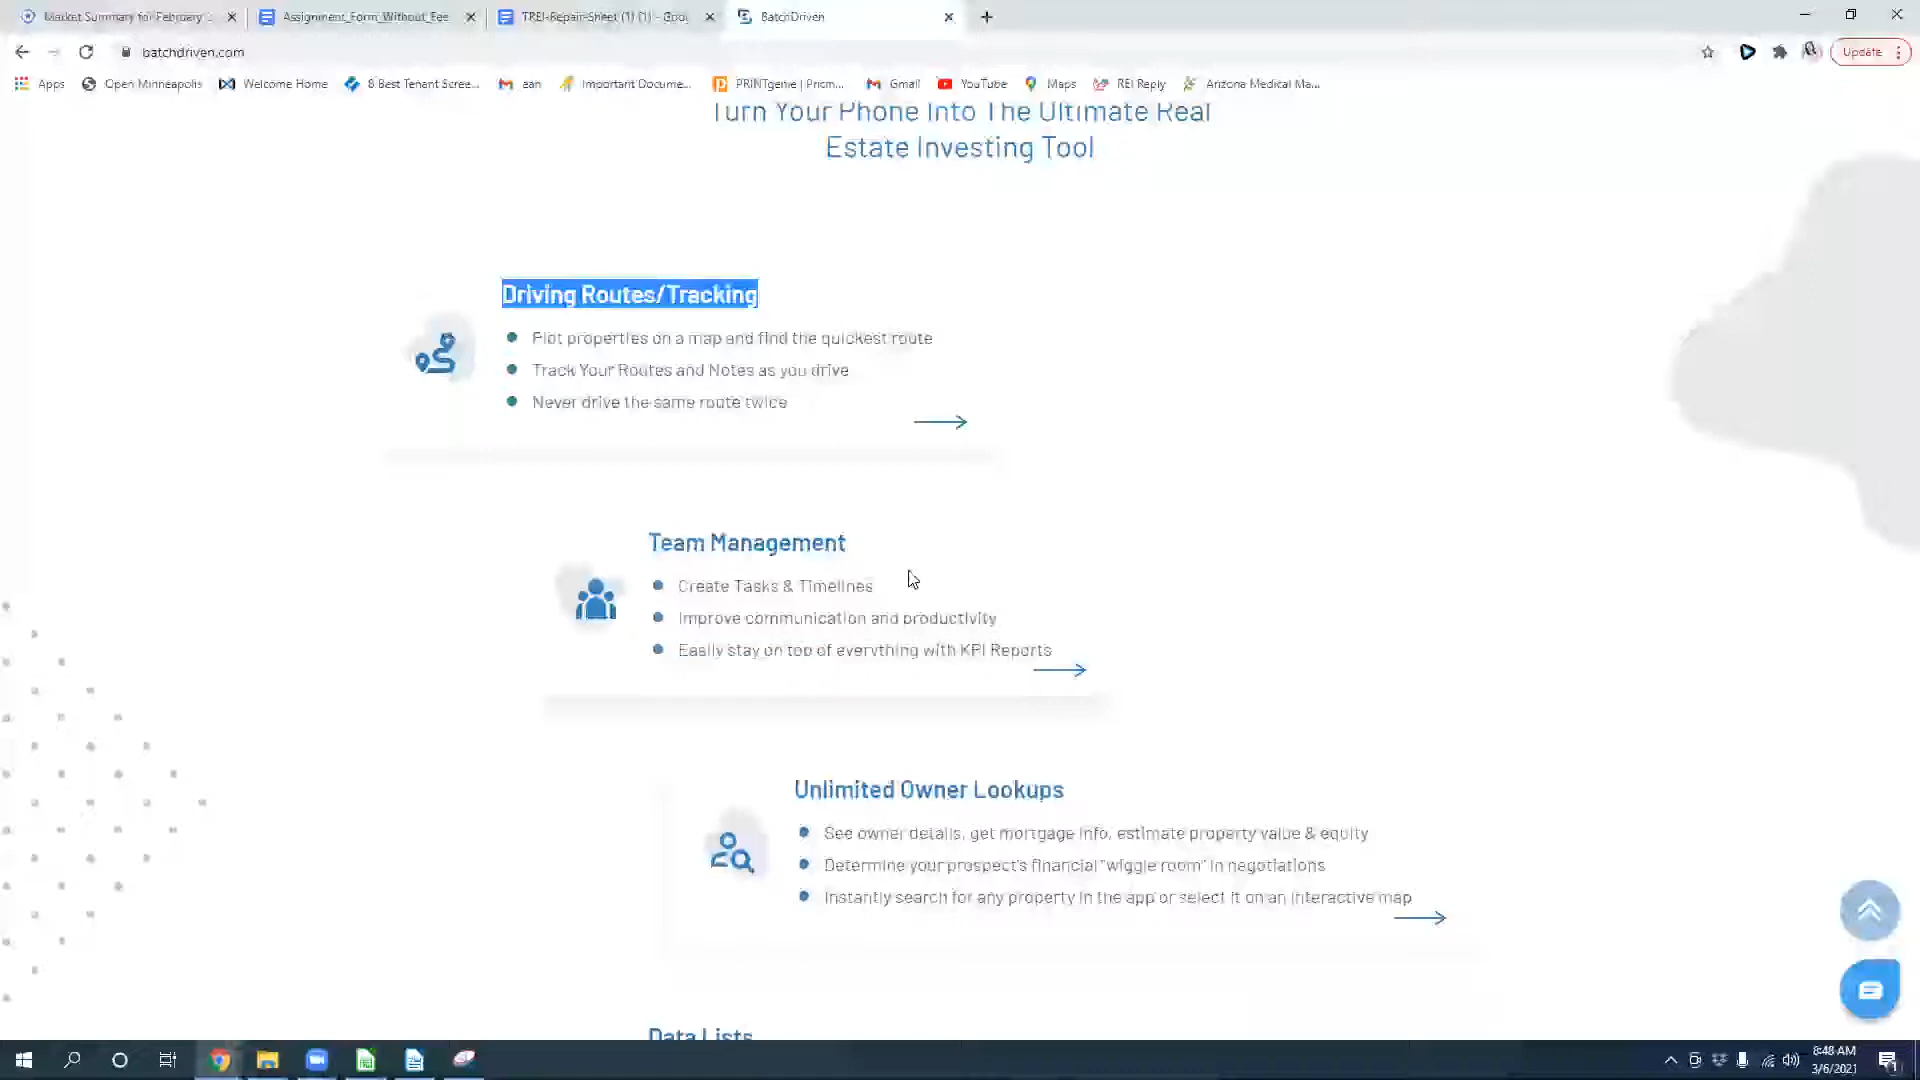 Market Summary for February
Assignment_Form_Without_Fee
TREI-Repair-Sheet (1) (1) - Goo
BatchDriven
batchdriven.com
Update
Apps
Open Minneapolis
Welcome Home
8 Best Tenant Scree...
ean
Important Docume...
PRINTgenie | Prism...
Gmail
YouTube
Maps
REI Reply
Arizona Medical Ma...
Turn Your Phone Into The Ultimate Real
Estate Investing Tool
Driving Routes/Tracking
Plot properties on a map and find the quickest route
Track Your Routes and Notes as you drive
Never drive the same route twice
Team Management
Create Tasks & Timelines
Improve communication and productivity
Easily stay on top of everything with KPI Reports
Unlimited Owner Lookups
See owner details, get mortgage info, estimate property value & equity
Determine your prospect's financial "wiggle room" in negotiations
Instantly search for any property in the app or select it on an interactive map
Data Lists
8:48 AM
3/6/2021